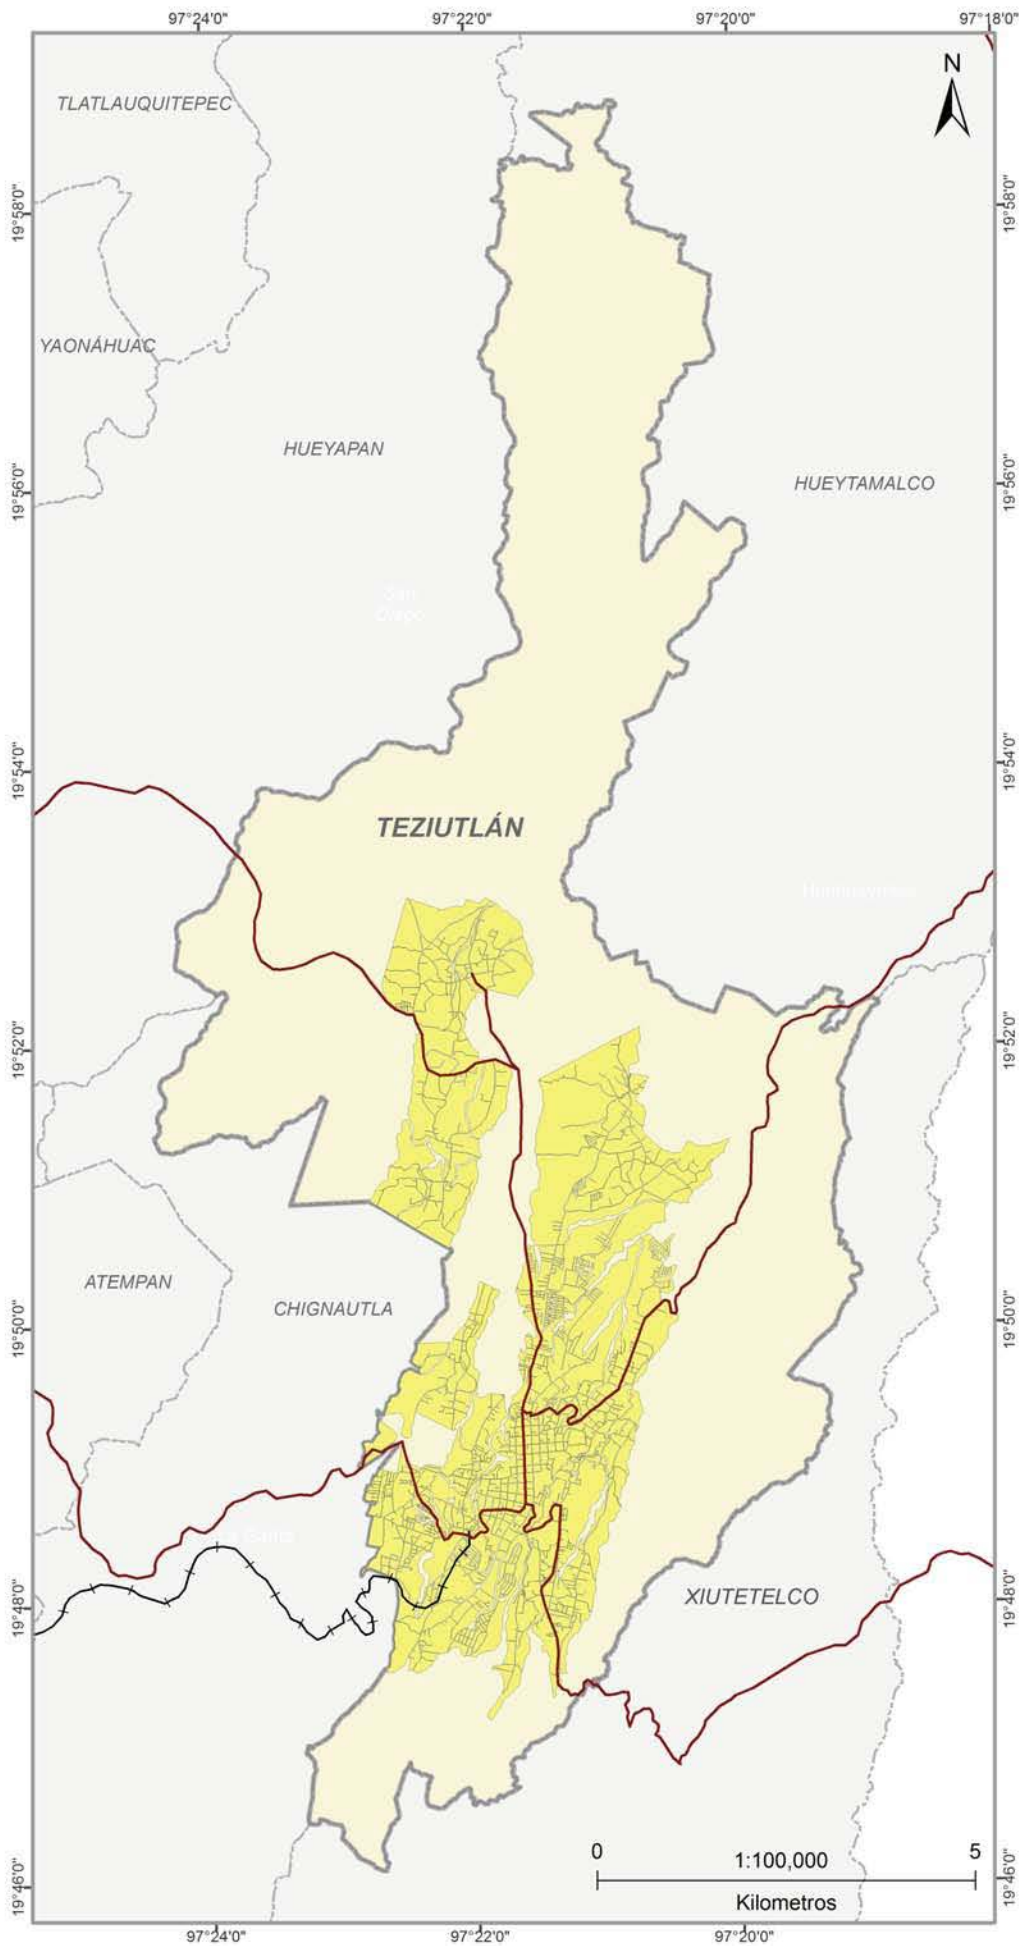 97°24'0"
97°22'0"
97°20'0"
97°18'0"
N
TLATLAUQUITEPEC
19°58'0"
19°58'0"
YAONÁHUAC
HUEYAPAN
HUEYTAMALCO
19°56'0"
19°56'0"
San
Diego
19°54'0"
19°54'0"
TEZIUTLÁN
19°52'0"
19°52'0"
ATEMPAN
CHIGNAUTLA
19°50'0"
19°50'0"
XIUTETELCO
19°48'0"
19°48'0"
0
5
1:100,000
Kilometros
19°46'0"
19°46'0"
97°24'0"
97°22'0"
97°20'0"